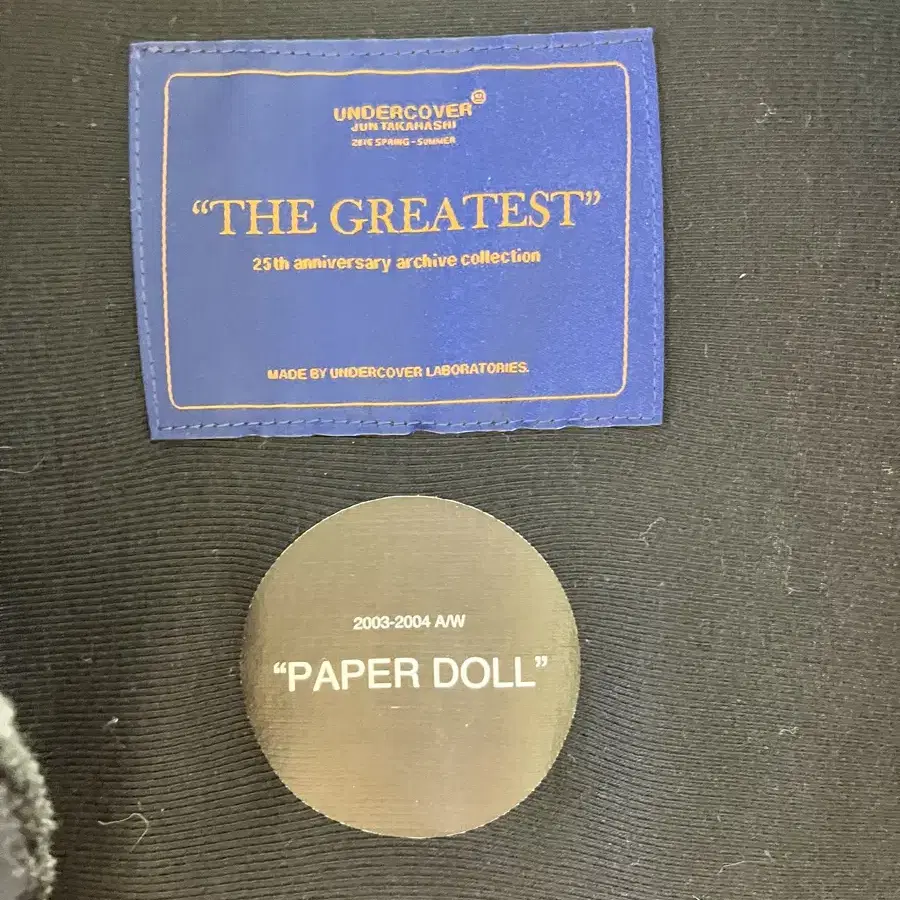 UNDERCOVER
JUN TAKAHASHI
2016 SPRING - SUMMER
“THE GREATEST”
25th anniversary archive collection
MADE BY UNDERCOVER LABORATORIES.
2003-2004 A/W
“PAPER DOLL”